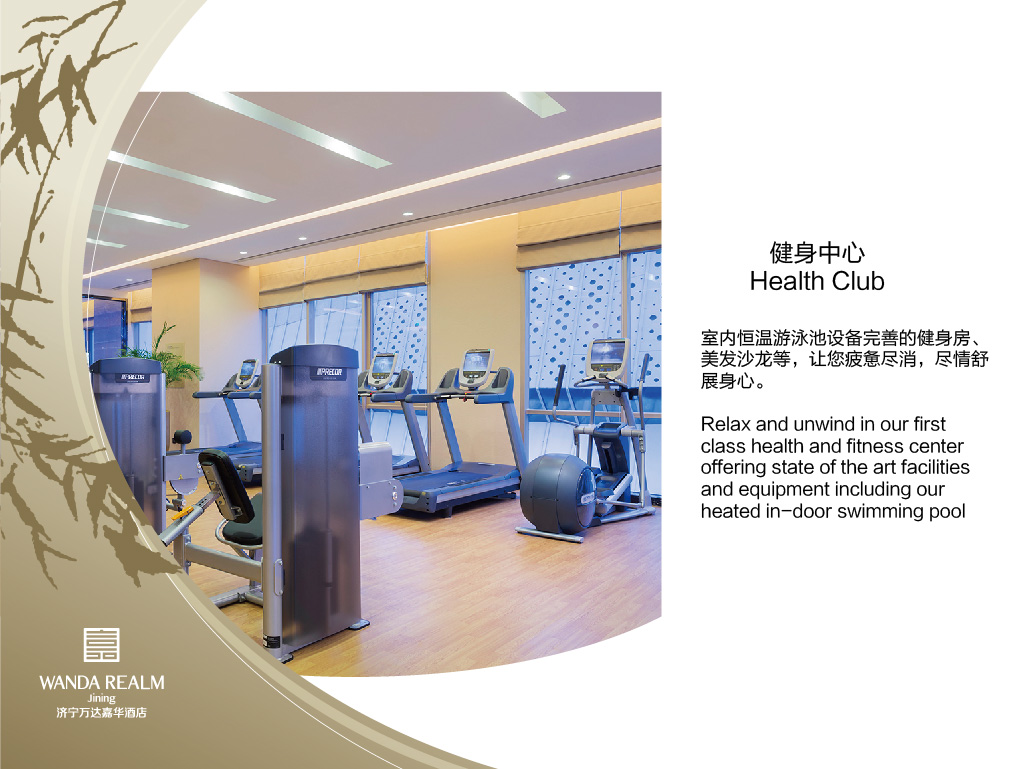 健身中心
Health Club
室内恒温游泳池设备完善的健身房、
美发沙龙等，让您疲惫尽消，尽情舒
展身心。
Relax and unwind in our first
class health and fitness center
offering state of the art facilities
and equipment including our
heated in-door swimming pool
PRECOR
PRECOR
嘉
WANDA REALM
Jining
济宁万达嘉华酒店